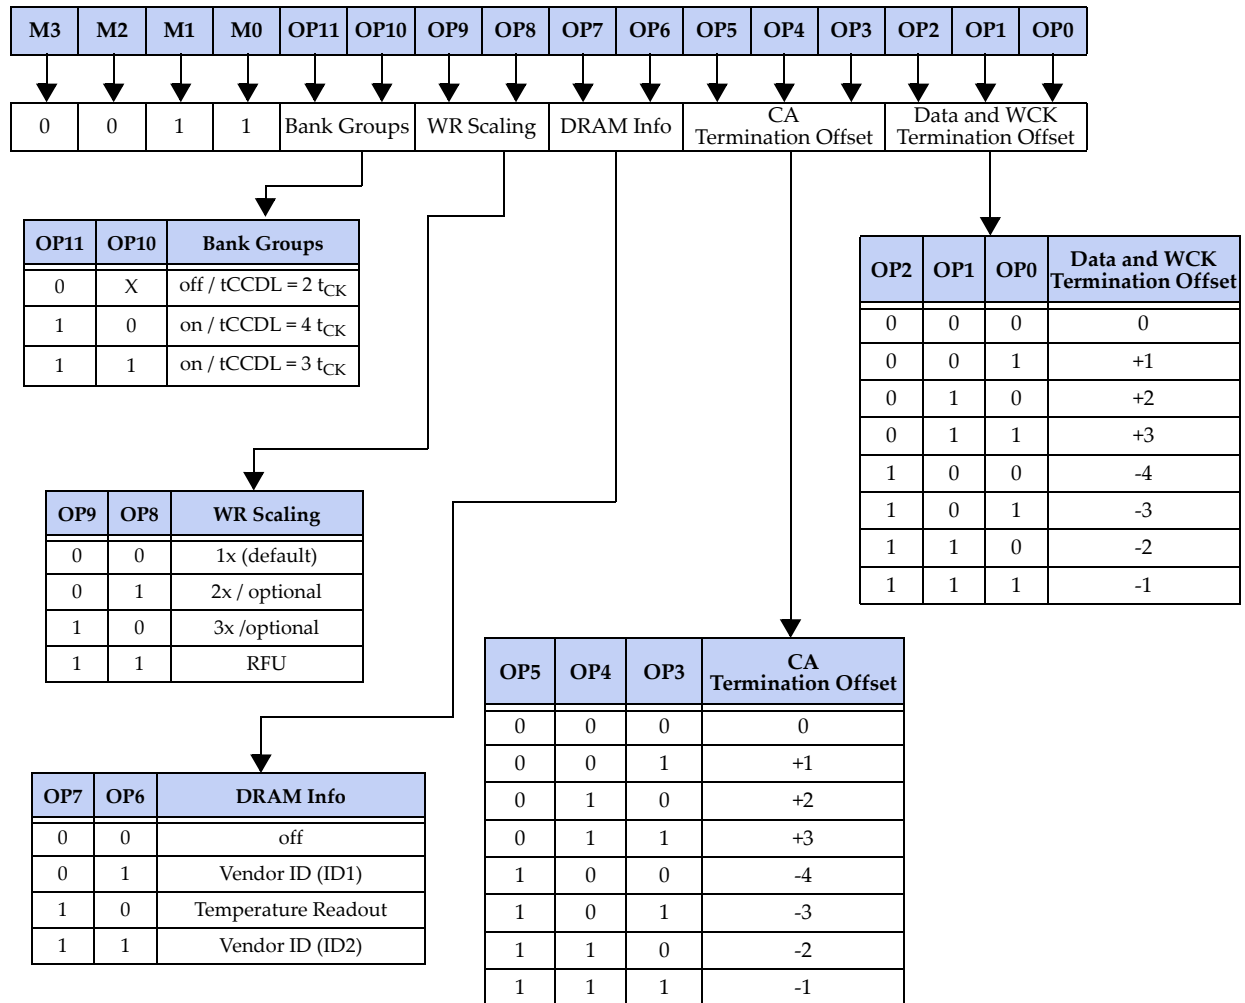 M3 M2 M1 M0 OP11 OP10 OP9 OP8 OP7 OP6 OP5 OP4 OP3 OP2 OP1 OP0
0 0 1 1 Bank Groups WR Scaling DRAM Info CA Termination Offset Data and WCK Termination Offset
OP11 OP10 Bank Groups
0 X off / tCCDL = 2 tCK
1 0 on / tCCDL = 4 tCK
1 1 on / tCCDL = 3 tCK
OP2 OP1 OP0 Data and WCK Termination Offset
0 0 0 0
0 0 1 +1
0 1 0 +2
0 1 1 +3
1 0 0 -4
1 0 1 -3
1 1 0 -2
1 1 1 -1
OP9 OP8 WR Scaling
0 0 1x (default)
0 1 2x / optional
1 0 3x /optional
1 1 RFU
OP5 OP4 OP3 CA Termination Offset
0 0 0 0
0 0 1 +1
0 1 0 +2
0 1 1 +3
1 0 0 -4
1 0 1 -3
1 1 0 -2
1 1 1 -1
OP7 OP6 DRAM Info
0 0 off
0 1 Vendor ID (ID1)
1 0 Temperature Readout
1 1 Vendor ID (ID2)